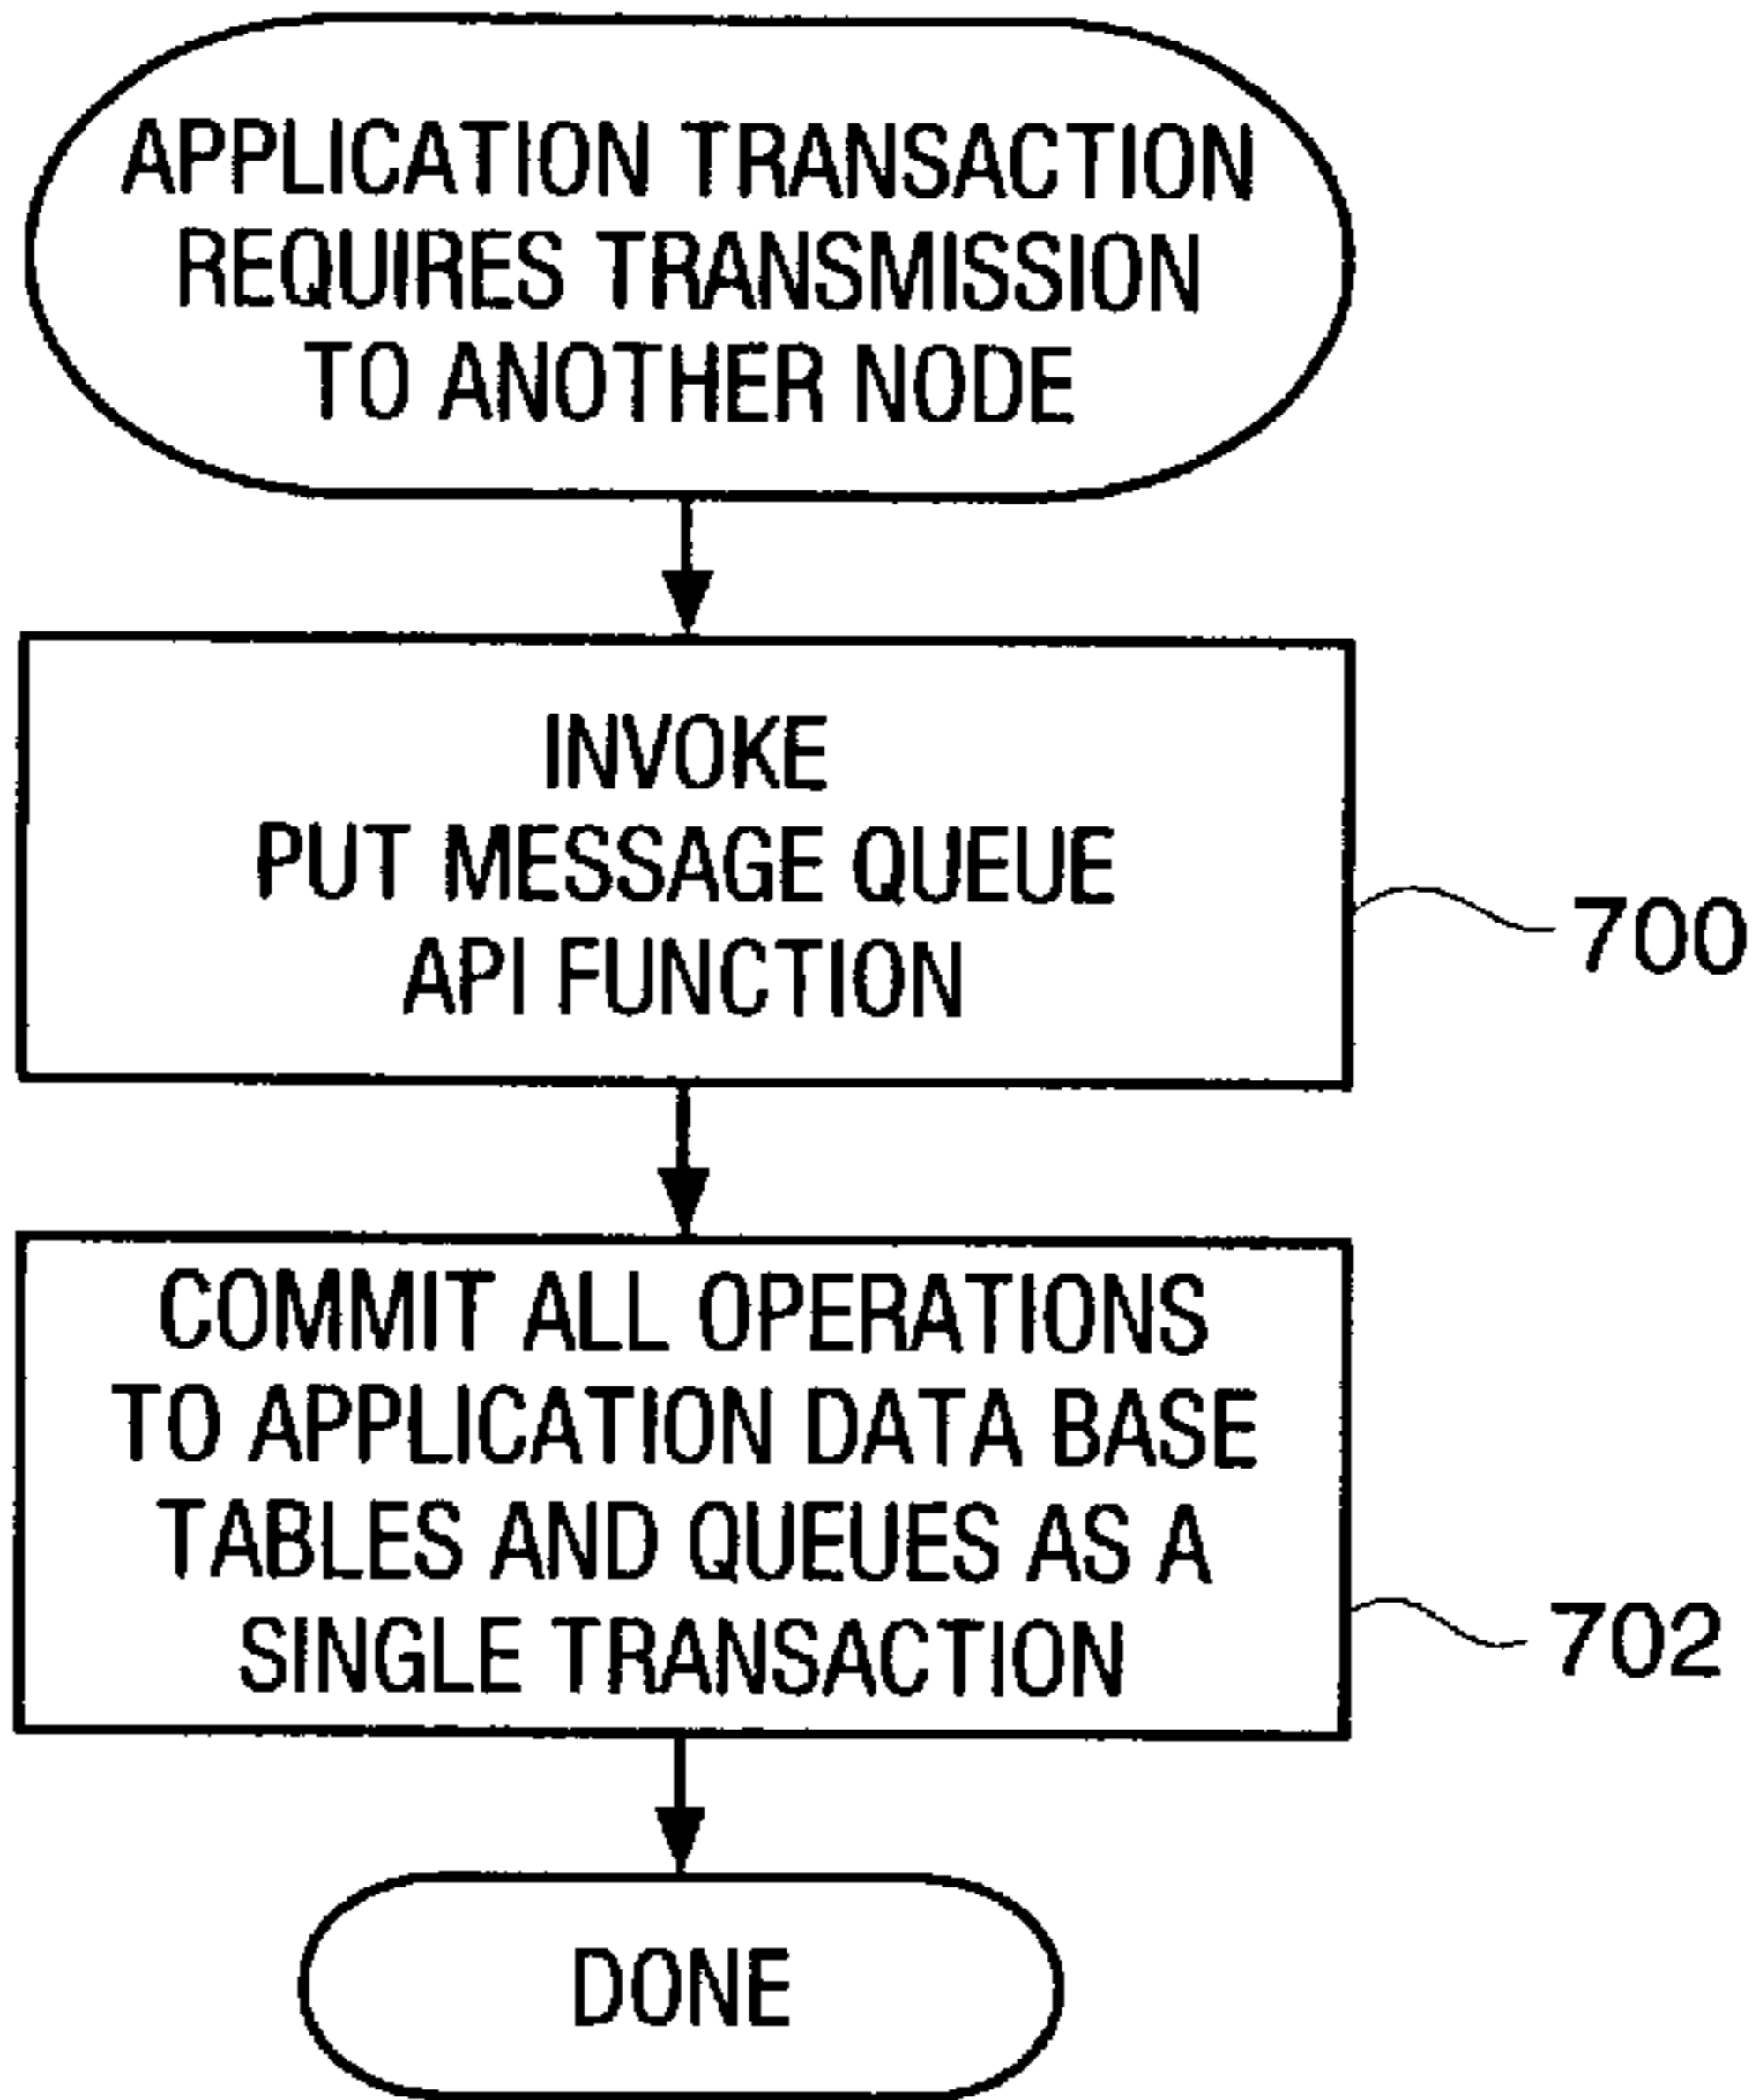 APPLICATION TRANSACTION
REQUIRES TRANSMISSION
TO ANOTHER NODE
INVOKE
PUT MESSAGE QUEUE
API FUNCTION
700
COMMIT ALL OPERATIONS
TO APPLICATION DATA BASE
TABLES AND QUEUES AS A
SINGLE TRANSACTION
702
DONE